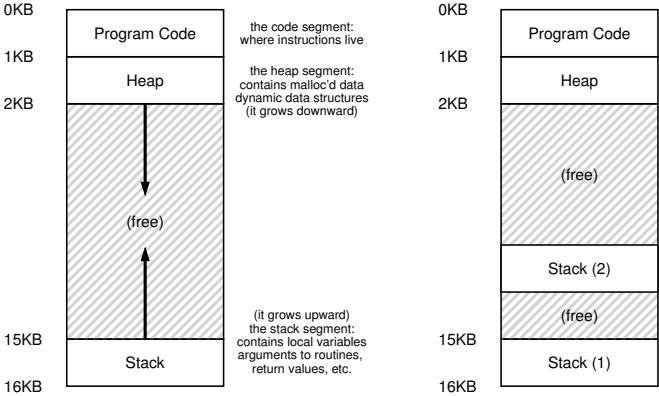 0KB
Program Code
the code segment:
where instructions live
1KB
Heap
the heap segment:
contains malloc'd data
dynamic data structures
(it grows downward)
2KB
(free)
(it grows upward)
the stack segment:
contains local variables
arguments to routines,
return values, etc.
15KB
Stack
16KB
0KB
Program Code
1KB
Heap
2KB
(free)
Stack (2)
(free)
15KB
Stack (1)
16KB